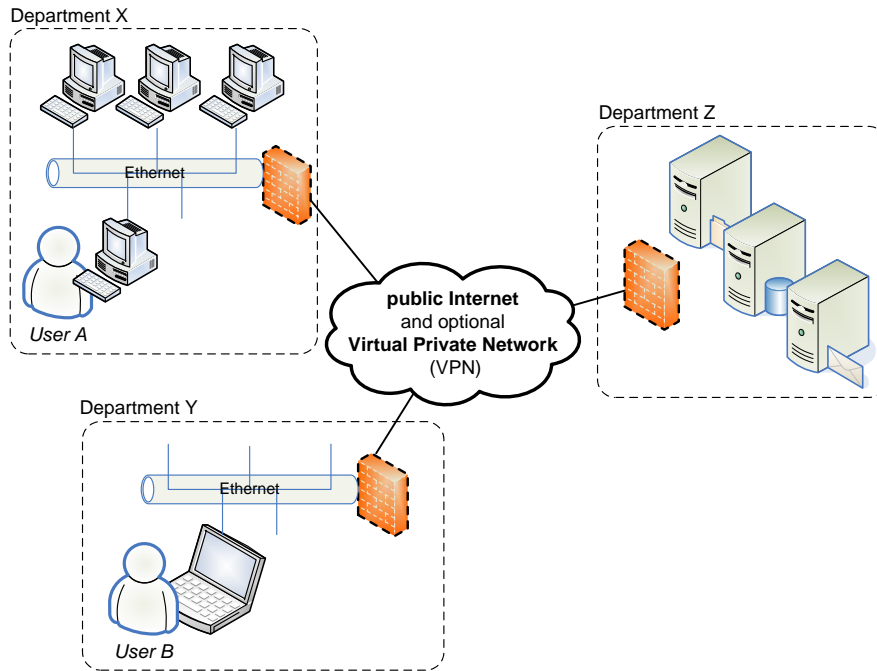 Department X
Ethernet
User A
Department Z
public Internet
and optional
Virtual Private Network
(VPN)
Department Y
Ethernet
User B